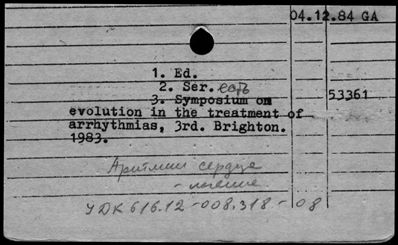 04.12.84 GA
1. Ed.
2. Ser. есть
53361
3. Symposium on
evolution in the treatment of
arrhythmias, 3rd. Brighton.
1983.
Аритмии сердца
- лечение
УДК 616.12-008.318-08